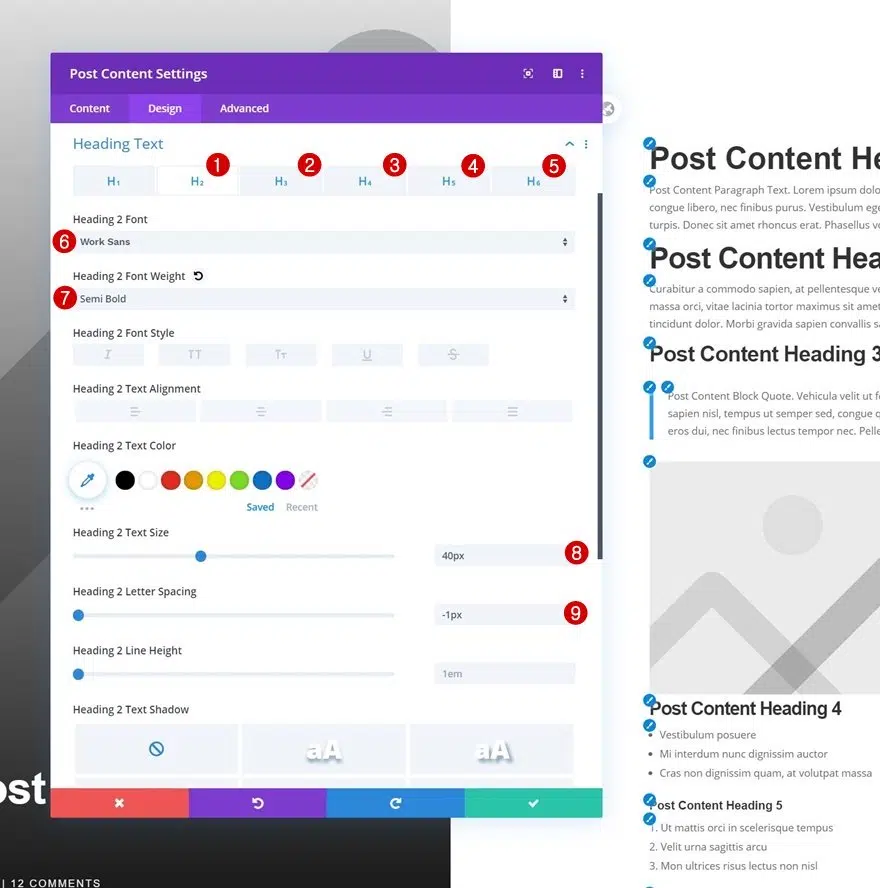 Post Content Settings
Content Design Advanced
Heading Text
1 2 3 4 5
H1 H2 H3 H4 H5 H6
Heading 2 Font
6 Work Sans
Heading 2 Font Weight
7 Semi Bold
Heading 2 Font Style
I TT TT U S
Heading 2 Text Alignment
Heading 2 Text Color
Saved Recent
Heading 2 Text Size
40px 8
Heading 2 Letter Spacing
-1px 9
Heading 2 Line Height
1em
Heading 2 Text Shadow
aA aA
ost
| 12 COMMENTS
Post Content He
Post Content Paragraph Text. Lorem ipsum dolo
congue libero, nec finibus purus. Vestibulum ege
turpis. Donec sit amet rhoncus erat. Phasellus vo
Post Content Hea
Curabitur a commodo sapien, at pellentesque ve
massa orci, vitae lacinia tortor maximus sit amet
tincidunt dolor. Morbi gravida sapien convallis sa
Post Content Heading 3
Post Content Block Quote. Vehicula velit ut f
sapien nisl, tempus ut semper sed, congue q
eros dui, nec finibus lectus tempor nec. Pelle
Post Content Heading 4
• Vestibulum posuere
• Mi interdum nunc dignissim auctor
• Cras non dignissim quam, at volutpat massa
Post Content Heading 5
1. Ut mattis orci in scelerisque tempus
2. Velit urna sagittis arcu
3. Mon ultrices risus lectus non nisl